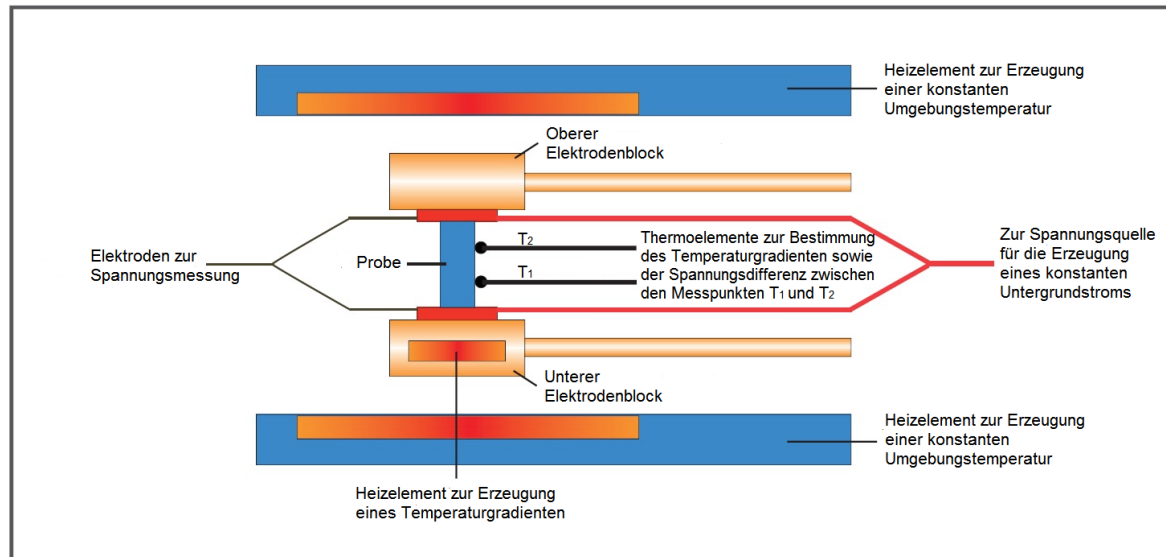 Heizelement zur Erzeugung
einer konstanten
Umgebungstemperatur
Oberer
Elektrodenblock
Elektroden zur
Spannungsmessung
Probe
T2
T1
Thermoelemente zur Bestimmung
des Temperaturgradienten sowie
der Spannungsdifferenz zwischen
den Messpunkten T1 und T2
Zur Spannungsquelle
für die Erzeugung
eines konstanten
Untergrundstroms
Unterer
Elektrodenblock
Heizelement zur Erzeugung
einer konstanten
Umgebungstemperatur
Heizelement zur Erzeugung
eines Temperaturgradienten